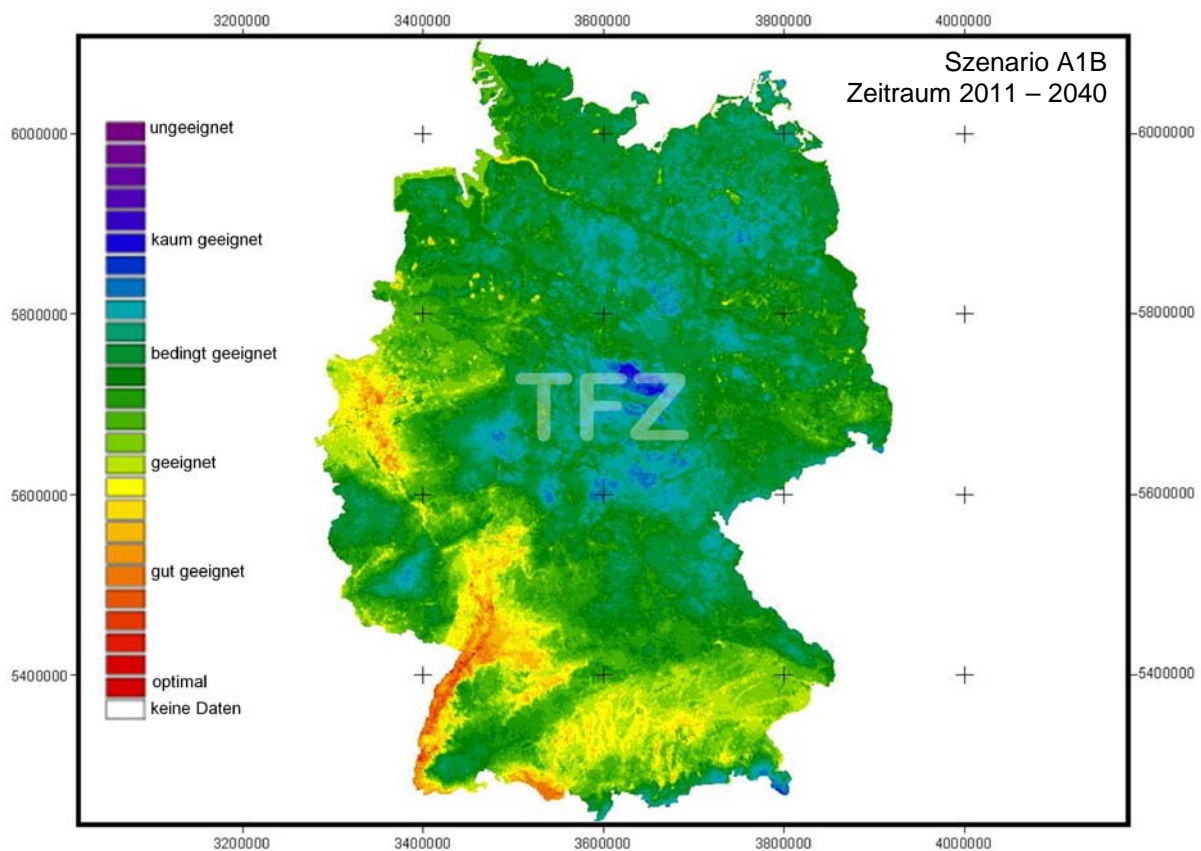 3200000 3400000 3600000 3800000 4000000
Szenario A1B
Zeitraum 2011 – 2040
ungeeignet
6000000 6000000
kaum geeignet
5800000 5800000
bedingt geeignet
TFZ
geeignet
5600000 5600000
gut geeignet
5400000 5400000
optimal
keine Daten
3200000 3400000 3600000 3800000 4000000